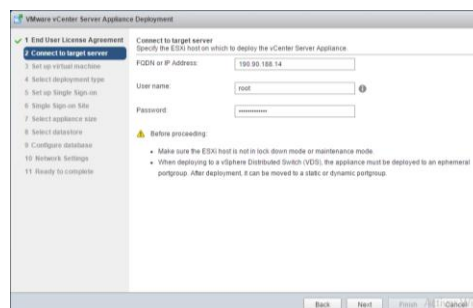 VMware vCenter Server Appliance Deployment
1 End User License Agreement
2 Connect to target server
3 Set up virtual machine
4 Select deployment type
5 Set up Single Sign-on
6 Single Sign-on Site
7 Select appliance size
8 Select datastore
9 Configure database
10 Network Settings
11 Ready to complete
Connect to target server
Specify the ESXi host on which to deploy the vCenter Server Appliance.
FQDN or IP Address:
User name:
root
Password:
Before proceeding:
Make sure the ESXi host is not in lock down mode or maintenance mode.
When deploying to a vSphere Distributed Switch (VDS), the appliance must be deployed to an ephemeral
portgroup. After deployment, it can be moved to a static or dynamic portgroup.
Back
Next
Finish
Cancel